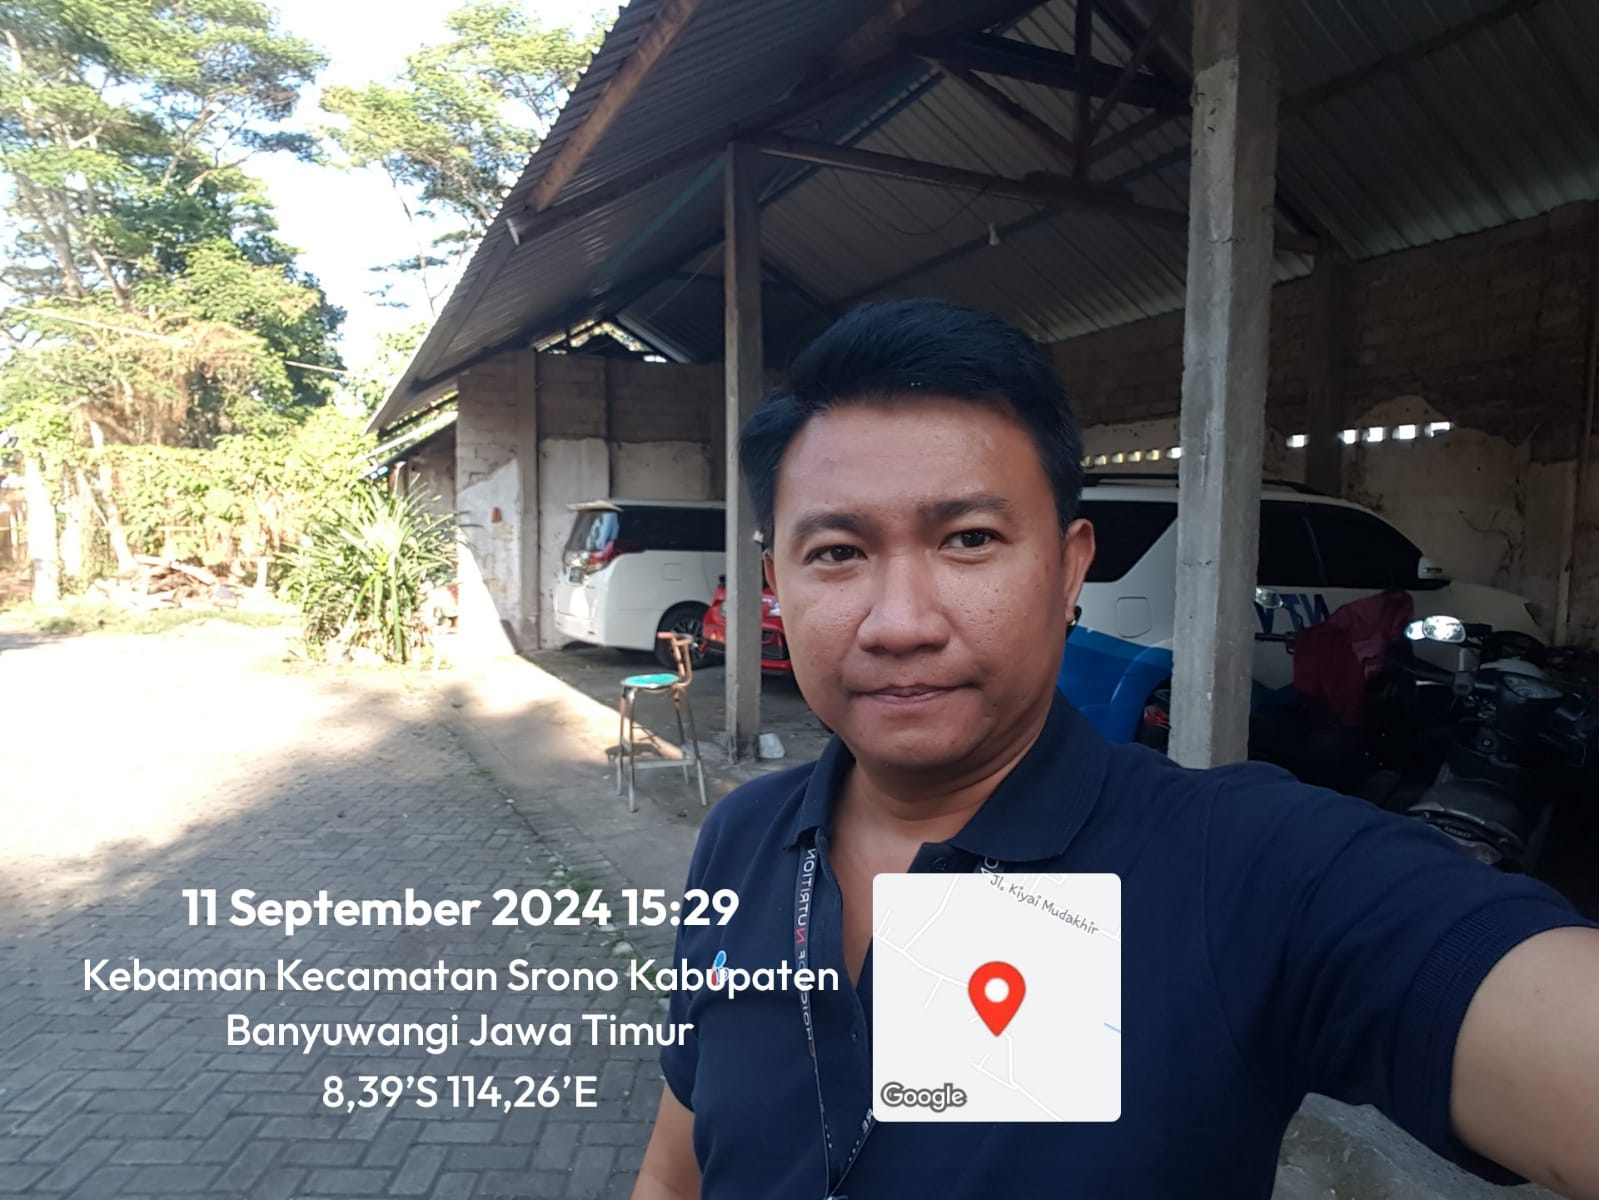 11 September 2024 15:29
Kebaman Kecamatan Srono Kabupaten
Banyuwangi Jawa Timur
8,39’S 114,26’E
Jl. Kiyai Mudakhir
Google
NUTRITION